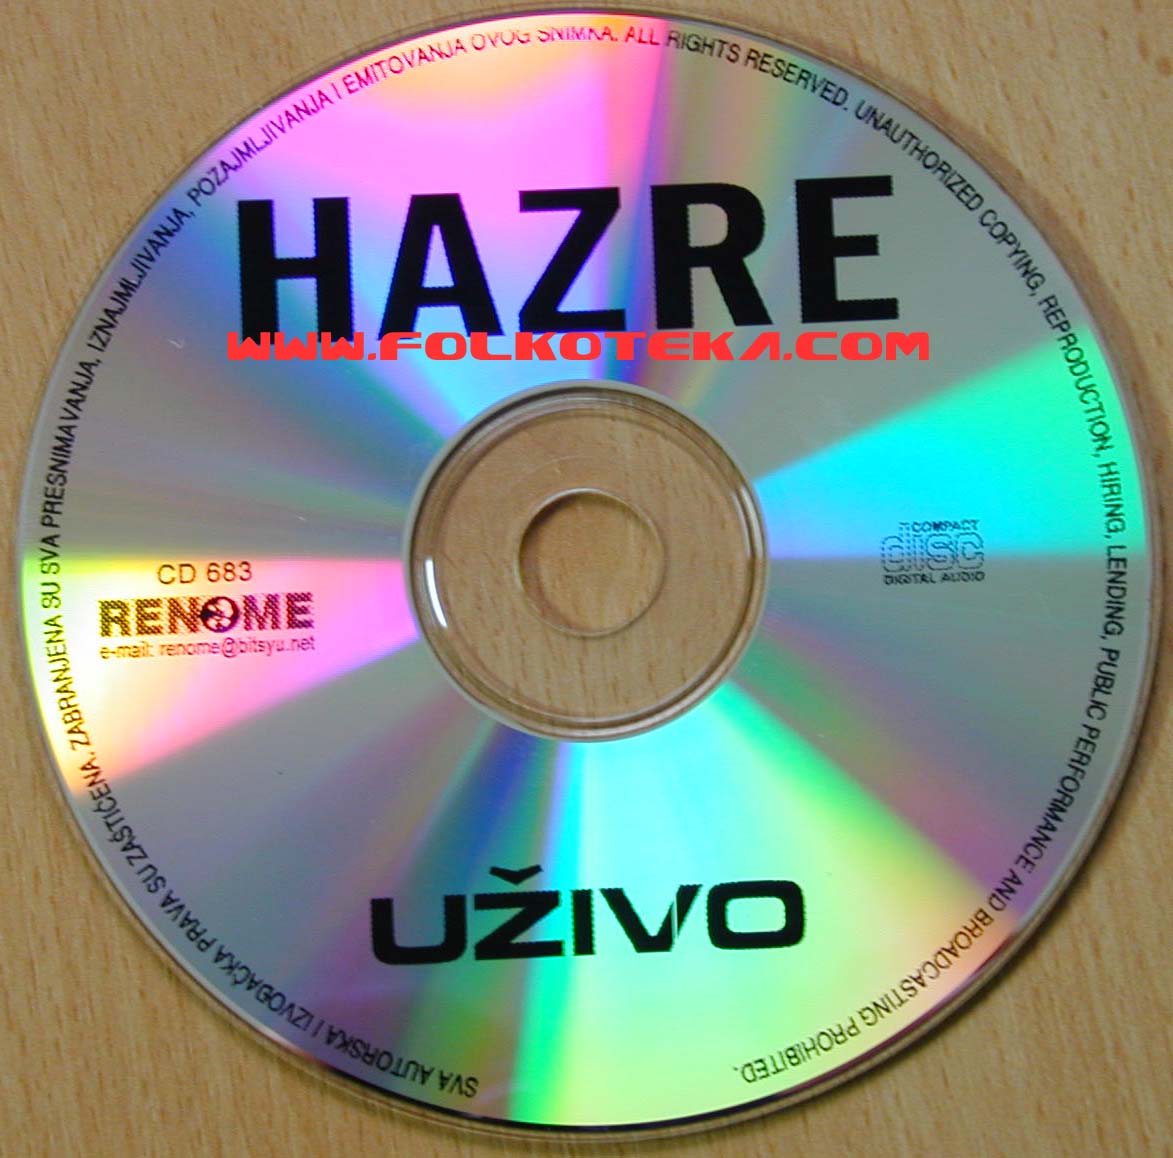 SVA AUTORSKA I IZVOĐAČKA PRAVA SU ZAŠTIĆENA. ZABRANJENA SU SVA PRESNIMAVANJA, IZNAJMLJIVANJA, POZAJMLJIVANJA I EMITOVANJA OVOG SNIMKA. ALL RIGHTS RESERVED. UNAUTHORIZED COPYING, REPRODUCTION, HIRING, LENDING, PUBLIC PERFORMANCE AND BROADCASTING PROHIBITED.
HAZRE
WWW.FOLKOTEKA.COM
COMPACT
disc
DIGITAL AUDIO
CD 683
RENOME
e-mail: renome@bitsyu.net
UŽIVO